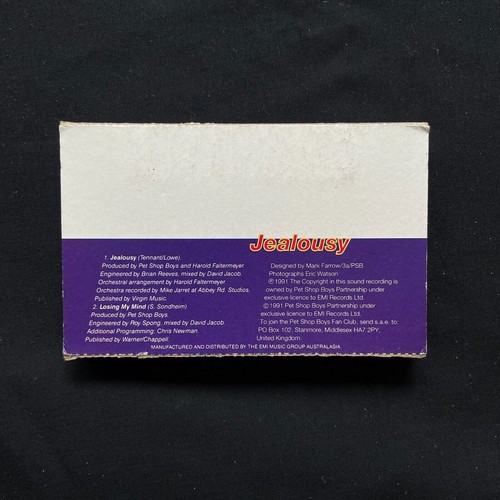 Jealousy
1. Jealousy (Tennant/Lowe).
Produced by Pet Shop Boys and Harold Faltermeyer
Engineered by Brian Reeves, mixed by David Jacob.
Orchestral arrangement by Harold Faltermeyer
Orchestra recorded by Mike Jarret at Abbey Rd. Studios.
Published by Virgin Music.
2. Losing My Mind (S. Sondheim)
Produced by Pet Shop Boys.
Engineered by Roy Spong, mixed by David Jacob
Additional Programming: Chris Newman.
Published by Warner/Chappell.
Designed by Mark Farrow/3a/PSB
Photographs Eric Watson
℗ 1991 The Copyright in this sound recording is
owned by Pet Shop Boys Partnership under
exclusive licence to EMI Records Ltd.
© 1991 Pet Shop Boys Partnership under
exclusive licence to EMI Records Ltd.
To join the Pet Shop Boys Fan Club, send s.a.e. to:
PO Box 102, Stanmore, Middlesex HA7 2PY,
United Kingdom.
MANUFACTURED AND DISTRIBUTED BY THE EMI MUSIC GROUP AUSTRALASIA.